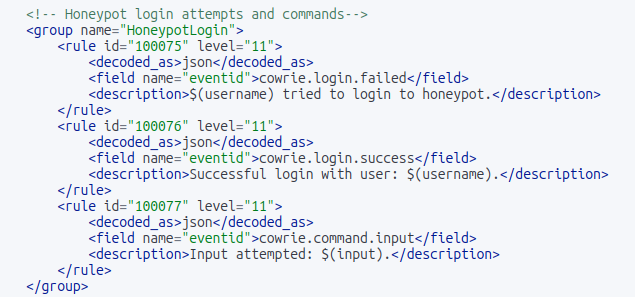 <!-- Honeypot login attempts and commands-->
<group name="HoneypotLogin">
<rule id="100075" level="11">
<decoded_as>json</decoded_as>
<field name="eventid">cowrie.login.failed</field>
<description>$(username) tried to login to honeypot.</description>
</rule>
<rule id="100076" level="11">
<decoded_as>json</decoded_as>
<field name="eventid">cowrie.login.success</field>
<description>Successful login with user: $(username).</description>
</rule>
<rule id="100077" level="11">
<decoded_as>json</decoded_as>
<field name="eventid">cowrie.command.input</field>
<description>Input attempted: $(input).</description>
</rule>
</group>